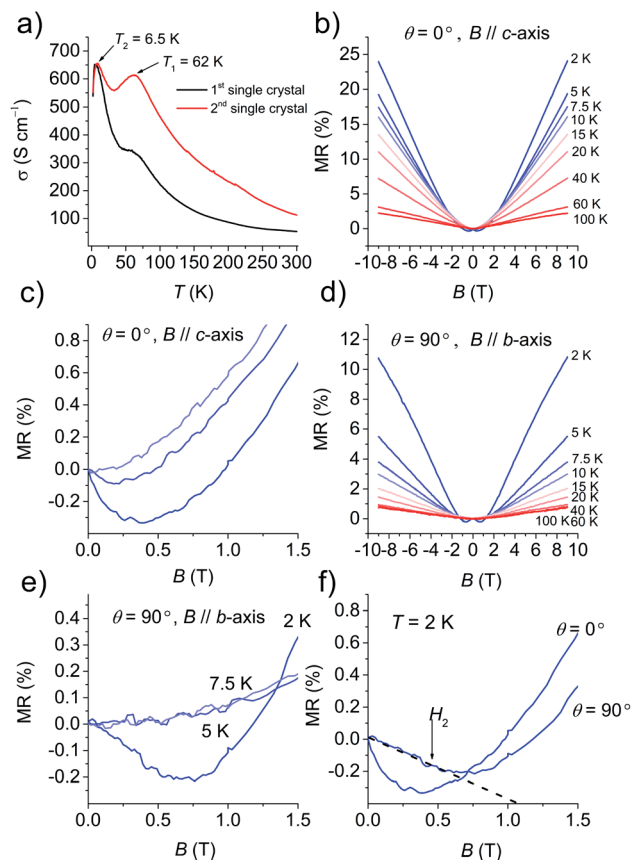 a)
T2 = 6.5 K
T1 = 62 K
1st single crystal
2nd single crystal
σ (S cm⁻¹)
700
600
500
400
300
200
100
0 50 100 150 200 250 300
T (K)
b)
θ = 0°, B // c-axis
MR (%)
25
20
15
10
5
0
2 K
5 K
7.5 K
10 K
15 K
20 K
40 K
60 K
100 K
-10 -8 -6 -4 -2 0 2 4 6 8 10
B (T)
c)
θ = 0°, B // c-axis
MR (%)
0.8
0.6
0.4
0.2
0.0
-0.2
0.0 0.5 1.0 1.5
B (T)
d)
θ = 90°, B // b-axis
MR (%)
12
10
8
6
4
2
0
2 K
5 K
7.5 K
10 K
15 K
20 K
40 K
100 K 60 K
-10 -8 -6 -4 -2 0 2 4 6 8 10
B (T)
e)
θ = 90°, B // b-axis
2 K
7.5 K
5 K
MR (%)
0.4
0.3
0.2
0.1
0.0
-0.1
-0.2
0.0 0.5 1.0 1.5
B (T)
f)
T = 2 K
θ = 0°
θ = 90°
H2
MR (%)
0.8
0.6
0.4
0.2
0.0
-0.2
0.0 0.5 1.0 1.5
B (T)